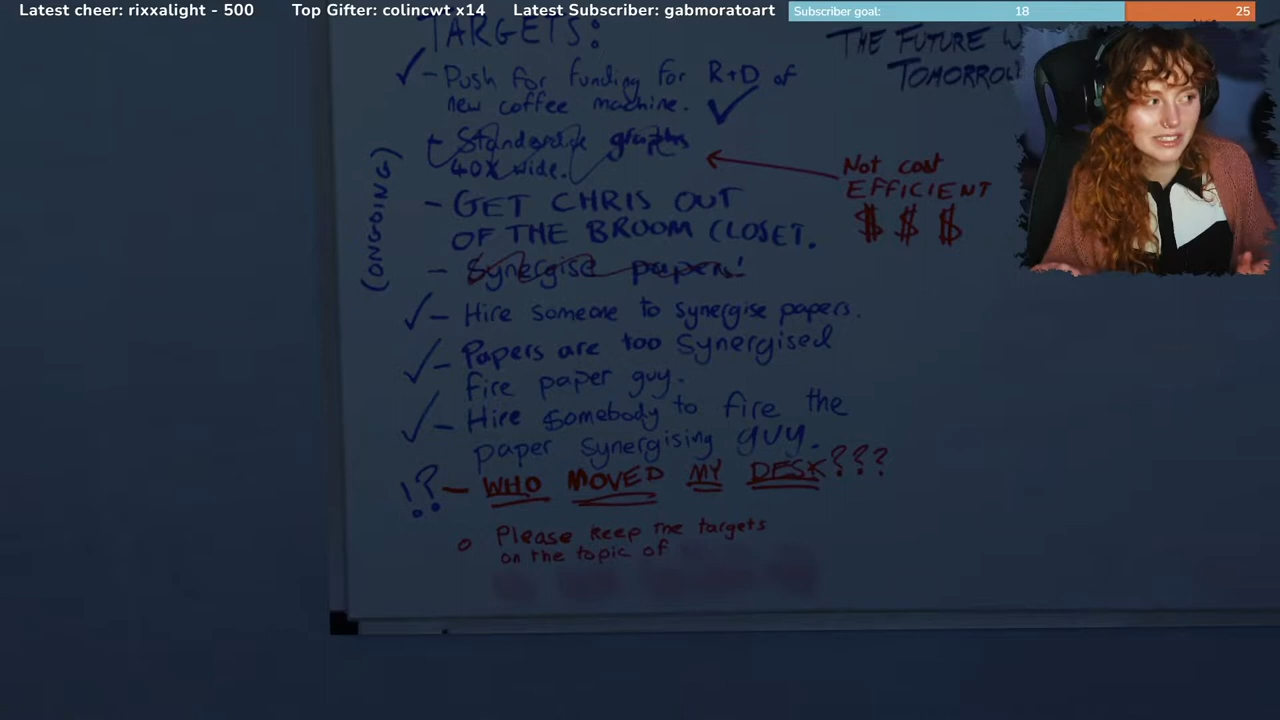 Latest cheer: rixxalight - 500
Top Gifter: colincwt x14
Latest Subscriber: gabmoratoart
Subscriber goal:
18
25
TARGETS:
THE FUTURE
TOMORROW
- Push for funding for R+D of
new coffee machine.
- Standardise graphs
40X wide.
Not cost
EFFICIENT
$ $ $
(ONGOING)
- GET CHRIS OUT
OF THE BROOM CLOSET.
- Synergise papers!
- Hire someone to synergise papers.
- Papers are too synergised
fire paper guy.
- Hire somebody to fire the
paper synergising guy.
!? - WHO MOVED MY DESK???
o Please keep the targets
on the topic of